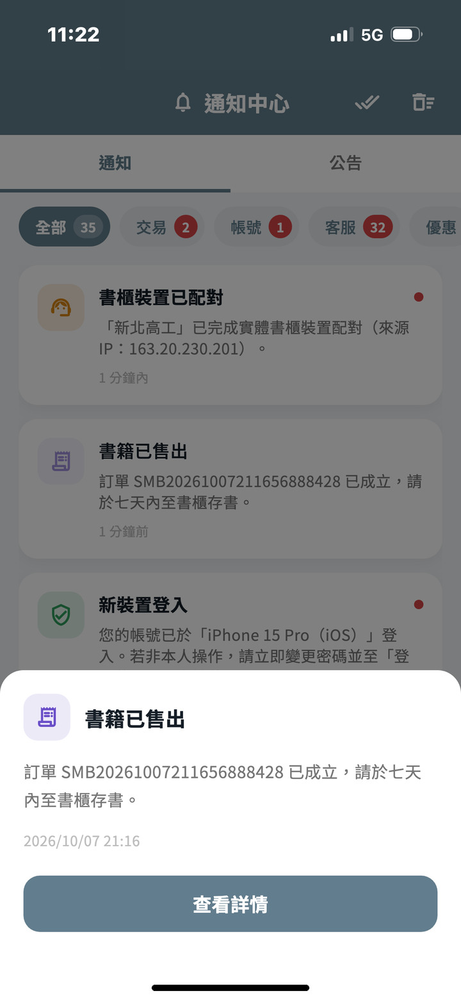 11:22
5G
通知中心
通知
公告
全部 35
交易 2
帳號 1
客服 32
優惠
書櫃裝置已配對
「新北高工」已完成實體書櫃裝置配對（來源
IP：163.20.230.201）。
1 分鐘內
書籍已售出
訂單 SMB20261007211656888428 已成立，請
於七天內至書櫃存書。
1 分鐘前
新裝置登入
您的帳號已於「iPhone 15 Pro（iOS）」登
入。若非本人操作，請立即變更密碼並至「登
書籍已售出
訂單 SMB20261007211656888428 已成立，請於七天
內至書櫃存書。
2026/10/07 21:16
查看詳情